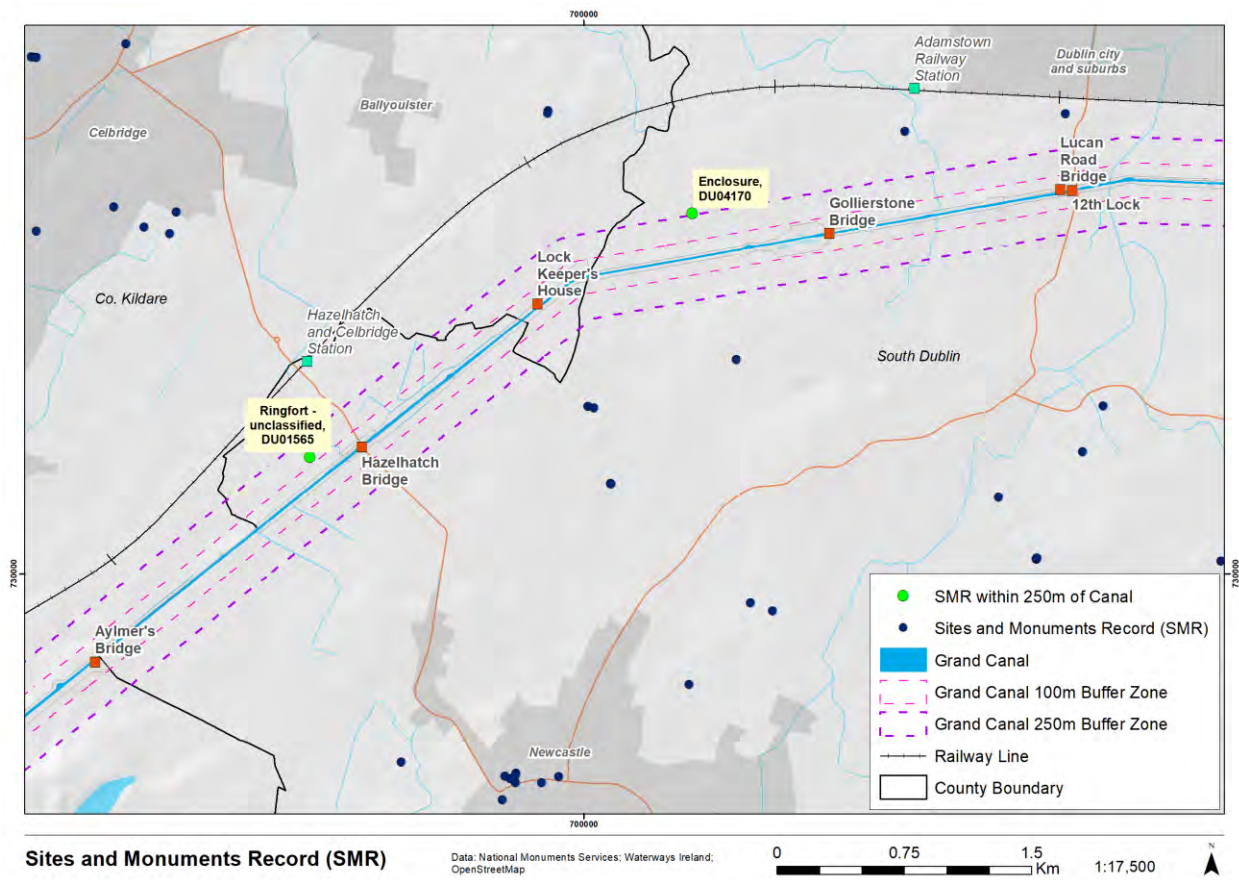 700000
Adamstown
Railway
Station
Dublin city
and suburbs
Ballyoulster
Celbridge
Lucan
Road
Bridge
12th Lock
Enclosure,
DU04170
Gollierstone
Bridge
Lock
Keeper's
House
Co. Kildare
Hazelhatch
and Celbridge
Station
South Dublin
Ringfort -
unclassified,
DU01565
Hazelhatch
Bridge
730000
730000
Aylmer's
Bridge
Newcastle
SMR within 250m of Canal
Sites and Monuments Record (SMR)
Grand Canal
Grand Canal 100m Buffer Zone
Grand Canal 250m Buffer Zone
Railway Line
County Boundary
700000
Sites and Monuments Record (SMR)
Data: National Monuments Services; Waterways Ireland;
OpenStreetMap
0 0.75 1.5
Km
1:17,500
N